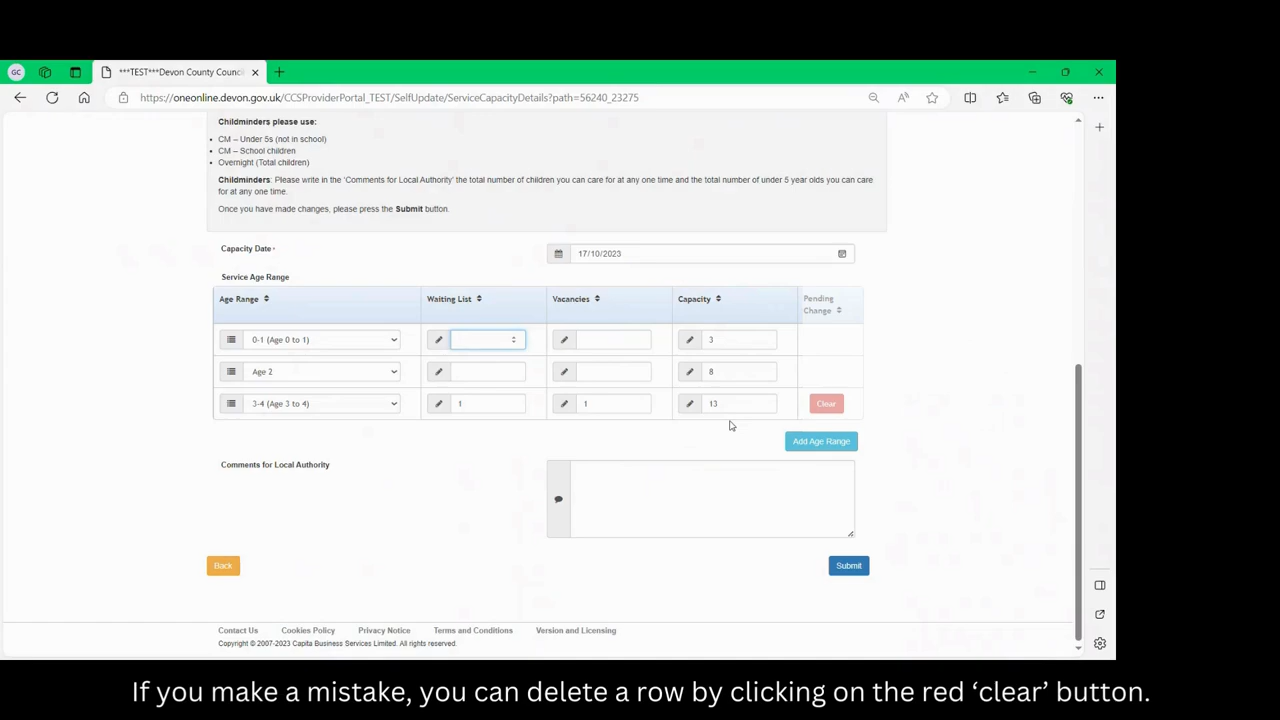 GC
***TEST***Devon County Counci
https://oneonline.devon.gov.uk/CCSProviderPortal_TEST/SelfUpdate/ServiceCapacityDetails?path=56240_23275
Childminders please use:
CM – Under 5s (not in school)
CM – School children
Overnight (Total children)
Childminders: Please write in the 'Comments for Local Authority' the total number of children you can care for at any one time and the total number of under 5 year olds you can care
for at any one time.
Once you have made changes, please press the Submit button.
Capacity Date *
17/10/2023
Service Age Range
Age Range Waiting List Vacancies Capacity Pending
Change
0-1 (Age 0 to 1) 3
Age 2 8
3-4 (Age 3 to 4) 1 1 13 Clear
Add Age Range
Comments for Local Authority
Back Submit
Contact Us Cookies Policy Privacy Notice Terms and Conditions Version and Licensing
Copyright © 2007-2023 Capita Business Services Limited. All rights reserved.
If you make a mistake, you can delete a row by clicking on the red ‘clear’ button.